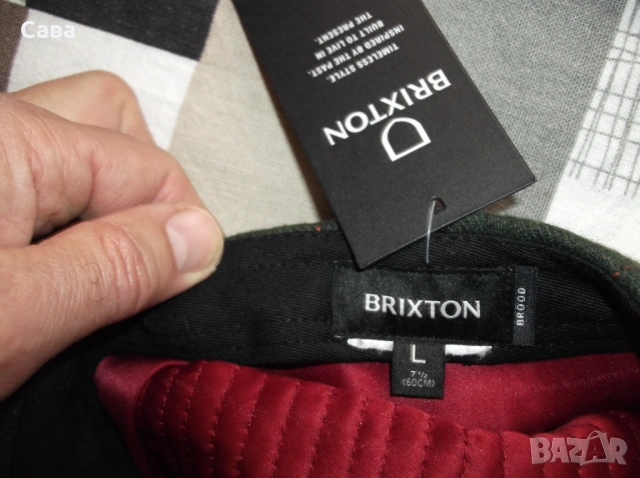 Сава
TIMELESS STYLE.
INSPIRED BY THE PAST.
BUILT TO LIVE IN
THE PRESENT.
BRIXTON
BRIXTON
BROOD
L
7 ½
(60CM)
BAZAR